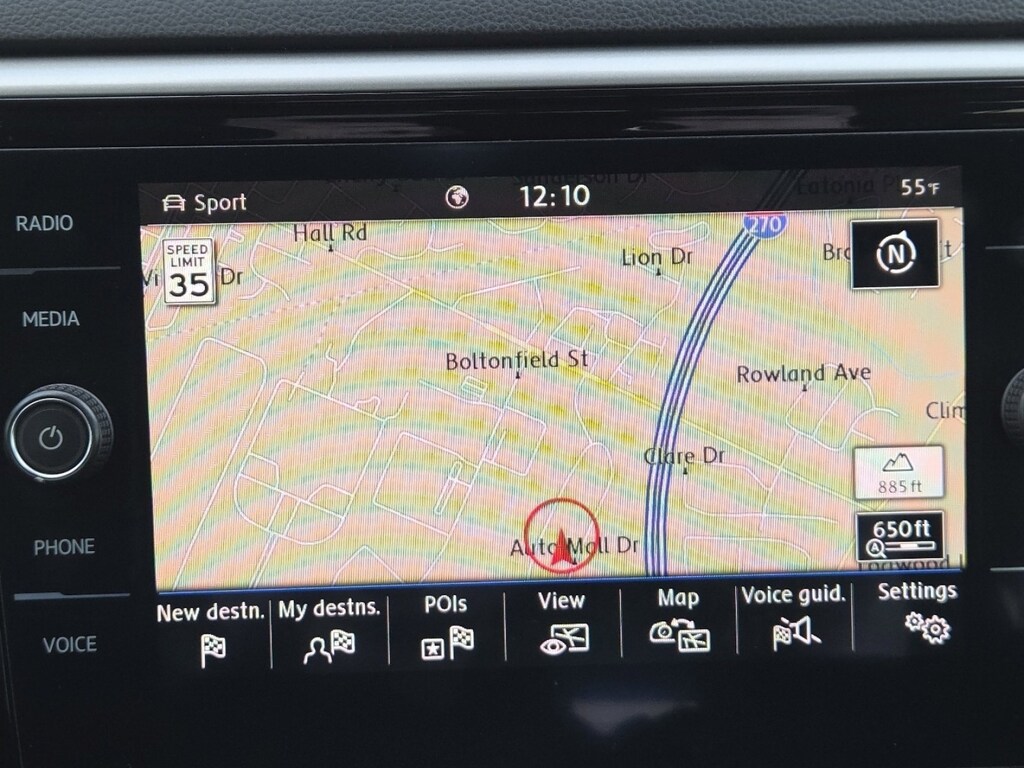 RADIO
MEDIA
PHONE
VOICE
Sport
12:10
55°F
SPEED
LIMIT
35
Hall Rd
Dr
Lion Dr
270
N
Boltonfield St
Rowland Ave
Clare Dr
885 ft
Auto Mall Dr
650 ft
A
New destn.
My destns.
POIs
View
Map
Voice guid.
Settings